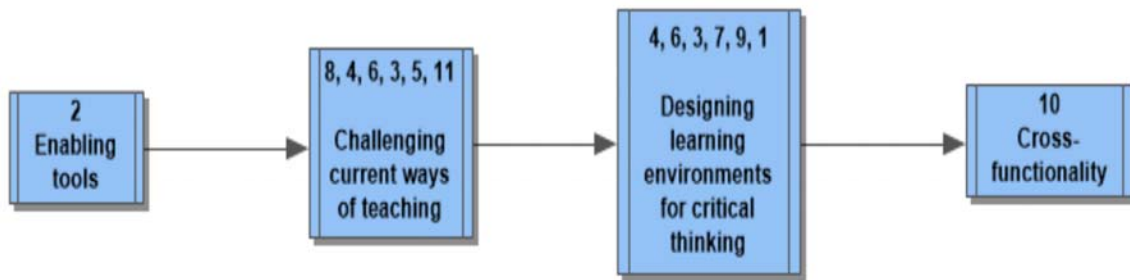 2
Enabling
tools
8, 4, 6, 3, 5, 11
Challenging
current ways
of teaching
4, 6, 3, 7, 9, 1
Designing
learning
environments
for critical
thinking
10
Cross-
functionality